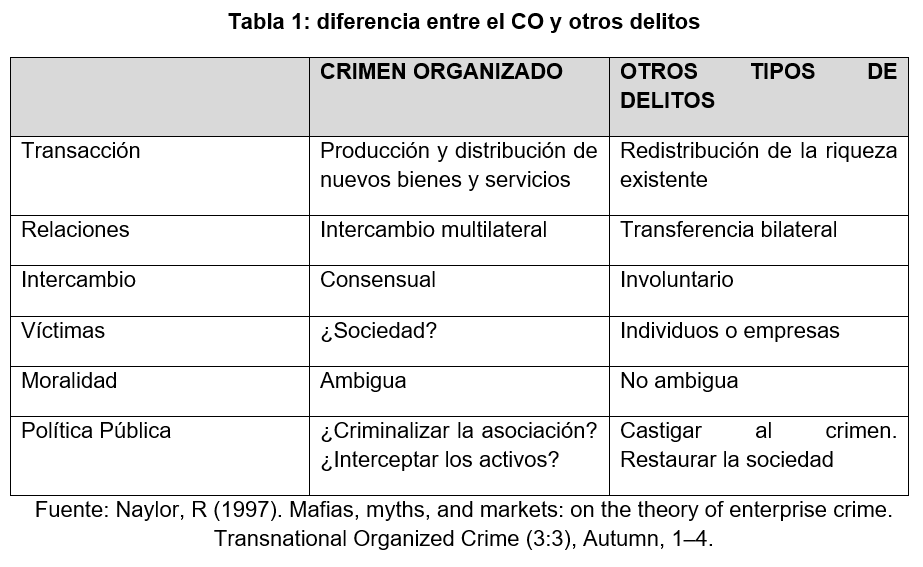 Tabla 1: diferencia entre el CO y otros delitos
CRIMEN ORGANIZADO
OTROS TIPOS DE
DELITOS
Transacción
Producción y distribución de
nuevos bienes y servicios
Redistribución de la riqueza
existente
Relaciones
Intercambio multilateral
Transferencia bilateral
Intercambio
Consensual
Involuntario
Víctimas
¿Sociedad?
Individuos o empresas
Moralidad
Ambigua
No ambigua
Política Pública
¿Criminalizar la asociación?
¿Interceptar los activos?
Castigar al crimen.
Restaurar la sociedad
Fuente: Naylor, R (1997). Mafias, myths, and markets: on the theory of enterprise crime.
Transnational Organized Crime (3:3), Autumn, 1–4.